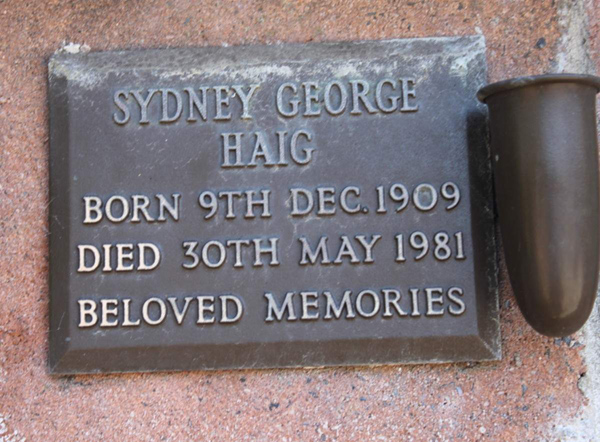 SYDNEY GEORGE
HAIG
BORN 9TH DEC. 1909
DIED 30TH MAY 1981
BELOVED MEMORIES